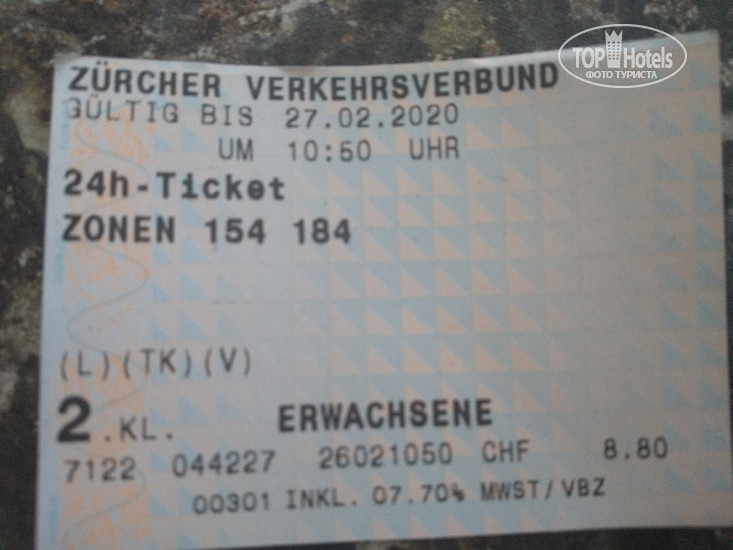 TOP Hotels
ФОТО ТУРИСТА
ZÜRCHER VERKEHRSVERBUND
GÜLTIG BIS 27.02.2020
UM 10:50 UHR
24h-Ticket
ZONEN 154 184
(L)(TK)(V)
2.KL. ERWACHSENE
7122 044227 26021050 CHF 8.80
00301 INKL. 07.70% MWST/VBZ